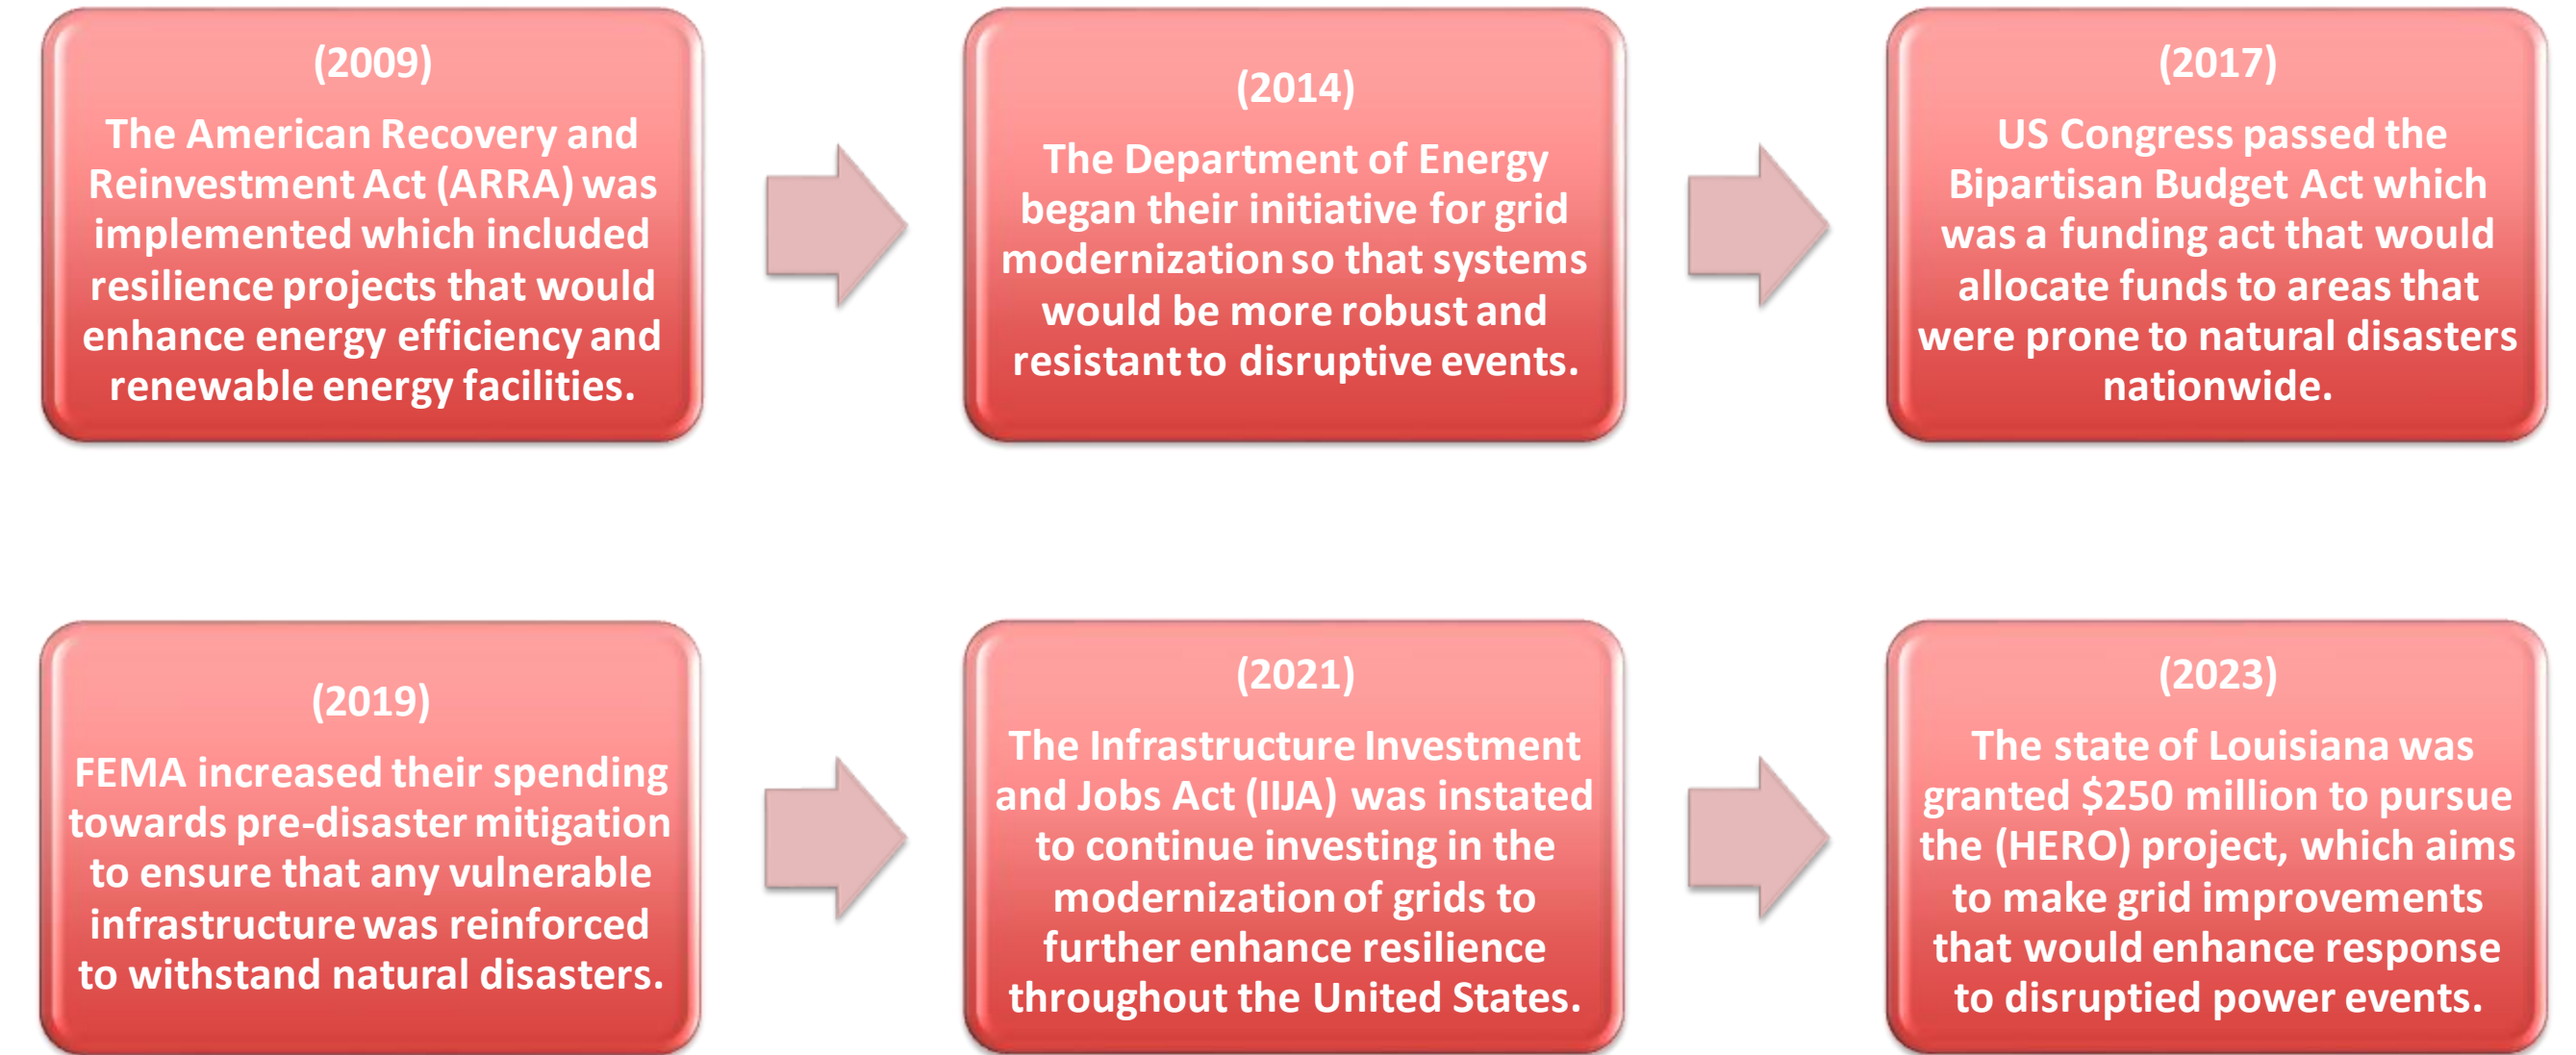 (2009)
The American Recovery and
Reinvestment Act (ARRA) was
implemented which included
resilience projects that would
enhance energy efficiency and
renewable energy facilities.
(2014)
The Department of Energy
began their initiative for grid
modernization so that systems
would be more robust and
resistant to disruptive events.
(2017)
US Congress passed the
Bipartisan Budget Act which
was a funding act that would
allocate funds to areas that
were prone to natural disasters
nationwide.
(2019)
FEMA increased their spending
towards pre-disaster mitigation
to ensure that any vulnerable
infrastructure was reinforced
to withstand natural disasters.
(2021)
The Infrastructure Investment
and Jobs Act (IIJA) was instated
to continue investing in the
modernization of grids to
further enhance resilience
throughout the United States.
(2023)
The state of Louisiana was
granted $250 million to pursue
the (HERO) project, which aims
to make grid improvements
that would enhance response
to disruptied power events.